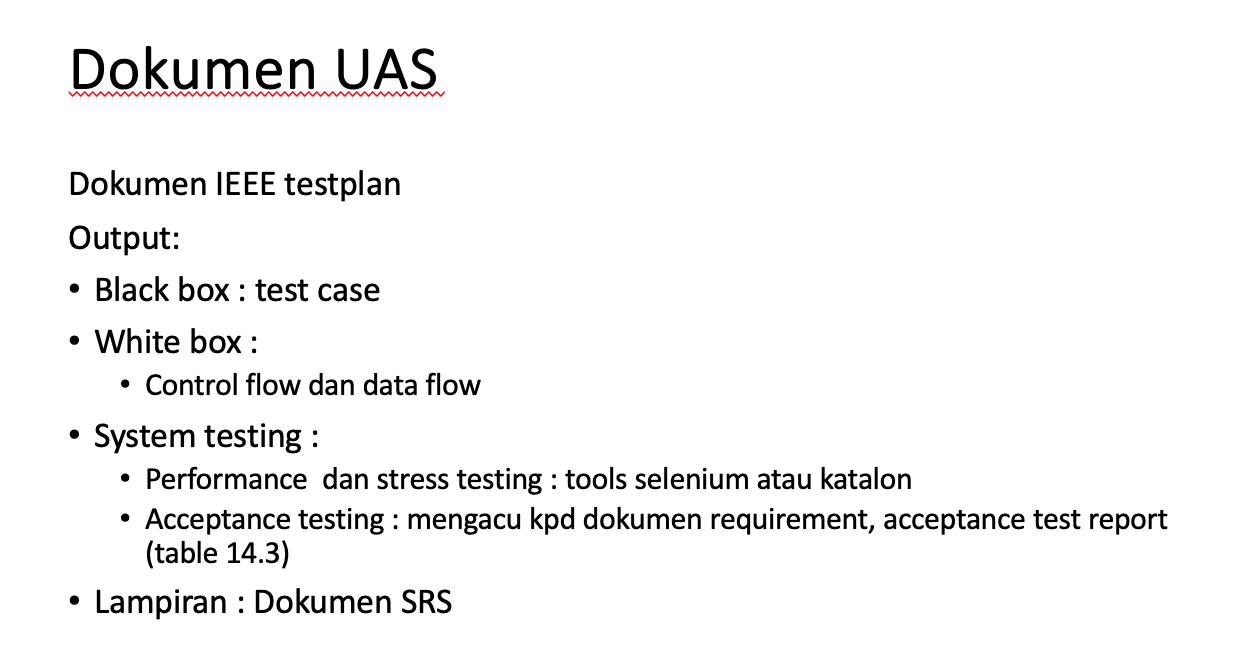 Dokumen UAS
Dokumen IEEE testplan
Output:
• Black box : test case
• White box :
• Control flow dan data flow
• System testing :
• Performance  dan stress testing : tools selenium atau katalon
• Acceptance testing : mengacu kpd dokumen requirement, acceptance test report
(table 14.3)
• Lampiran : Dokumen SRS